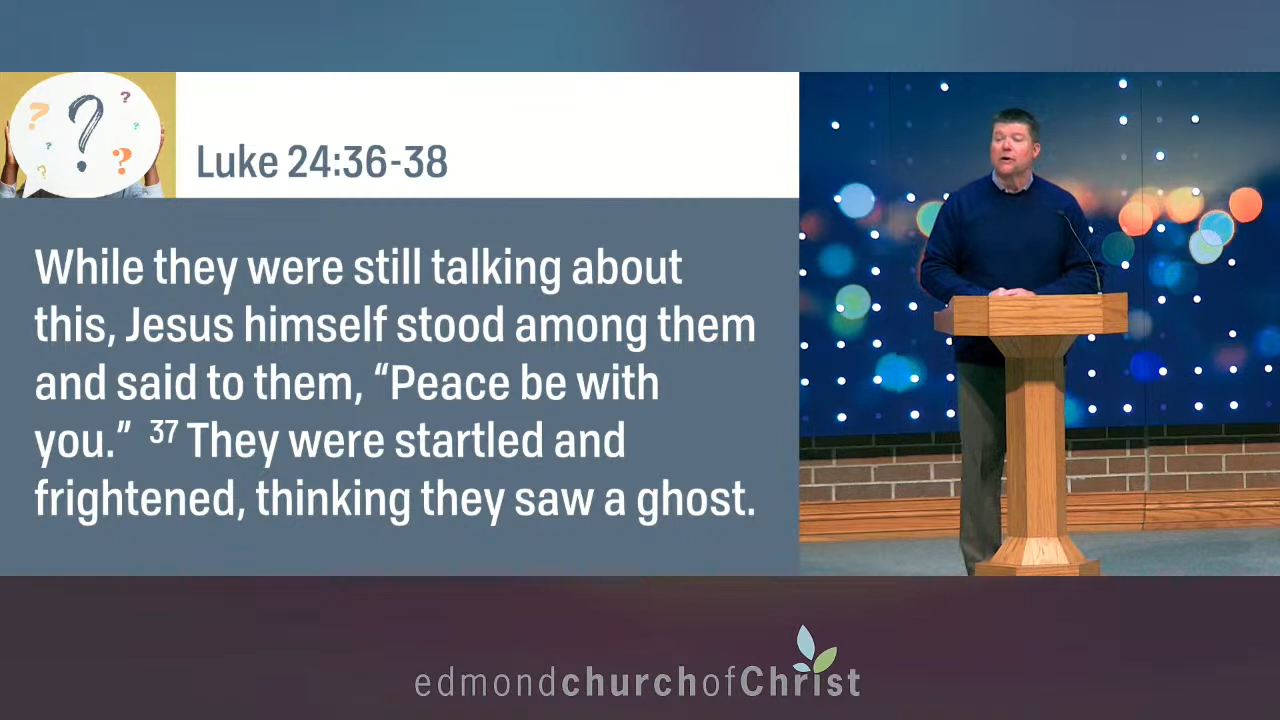 Luke 24:36-38
While they were still talking about
this, Jesus himself stood among them
and said to them, “Peace be with
you.” 37 They were startled and
frightened, thinking they saw a ghost.
edmondchurchofChrist